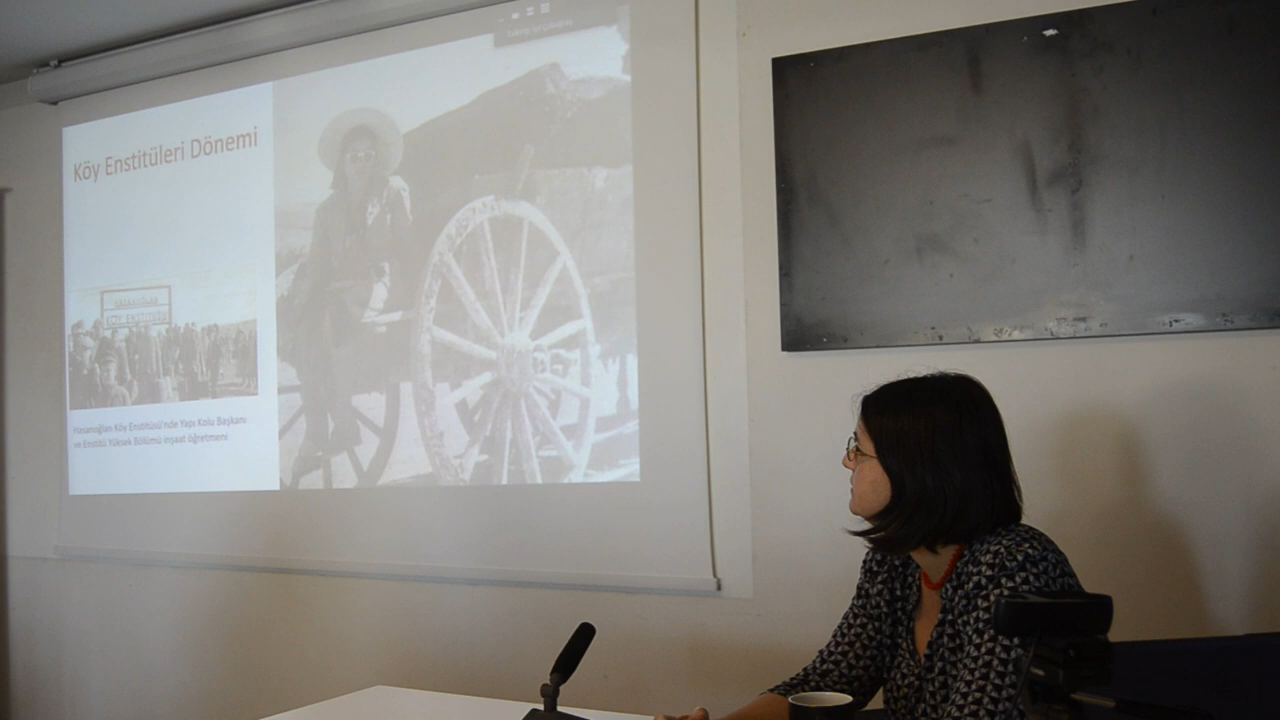 Köy Enstitüleri Dönemi
HASANOĞLAN
KÖY ENSTİTÜSÜ
Hasanoğlan Köy Enstitüsü'nde Yapı Kolu Başkanı
ve Enstitü Yüksek Bölümü inşaat öğretmeni